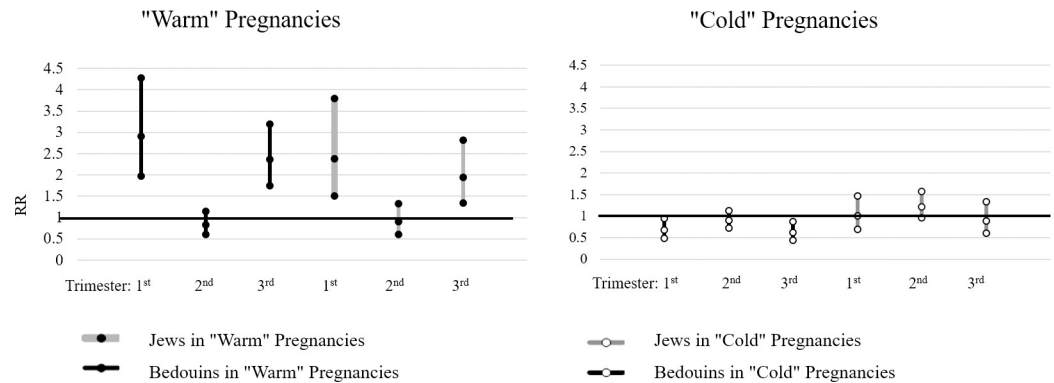 "Warm" Pregnancies
4.5
4
3.5
3
2.5
2
1.5
1
0.5
0
RR
Trimester: 1st 2nd 3rd 1st 2nd 3rd
Jews in "Warm" Pregnancies
Bedouins in "Warm" Pregnancies
"Cold" Pregnancies
4.5
4
3.5
3
2.5
2
1.5
1
0.5
0
Trimester: 1st 2nd 3rd 1st 2nd 3rd
Jews in "Cold" Pregnancies
Bedouins in "Cold" Pregnancies